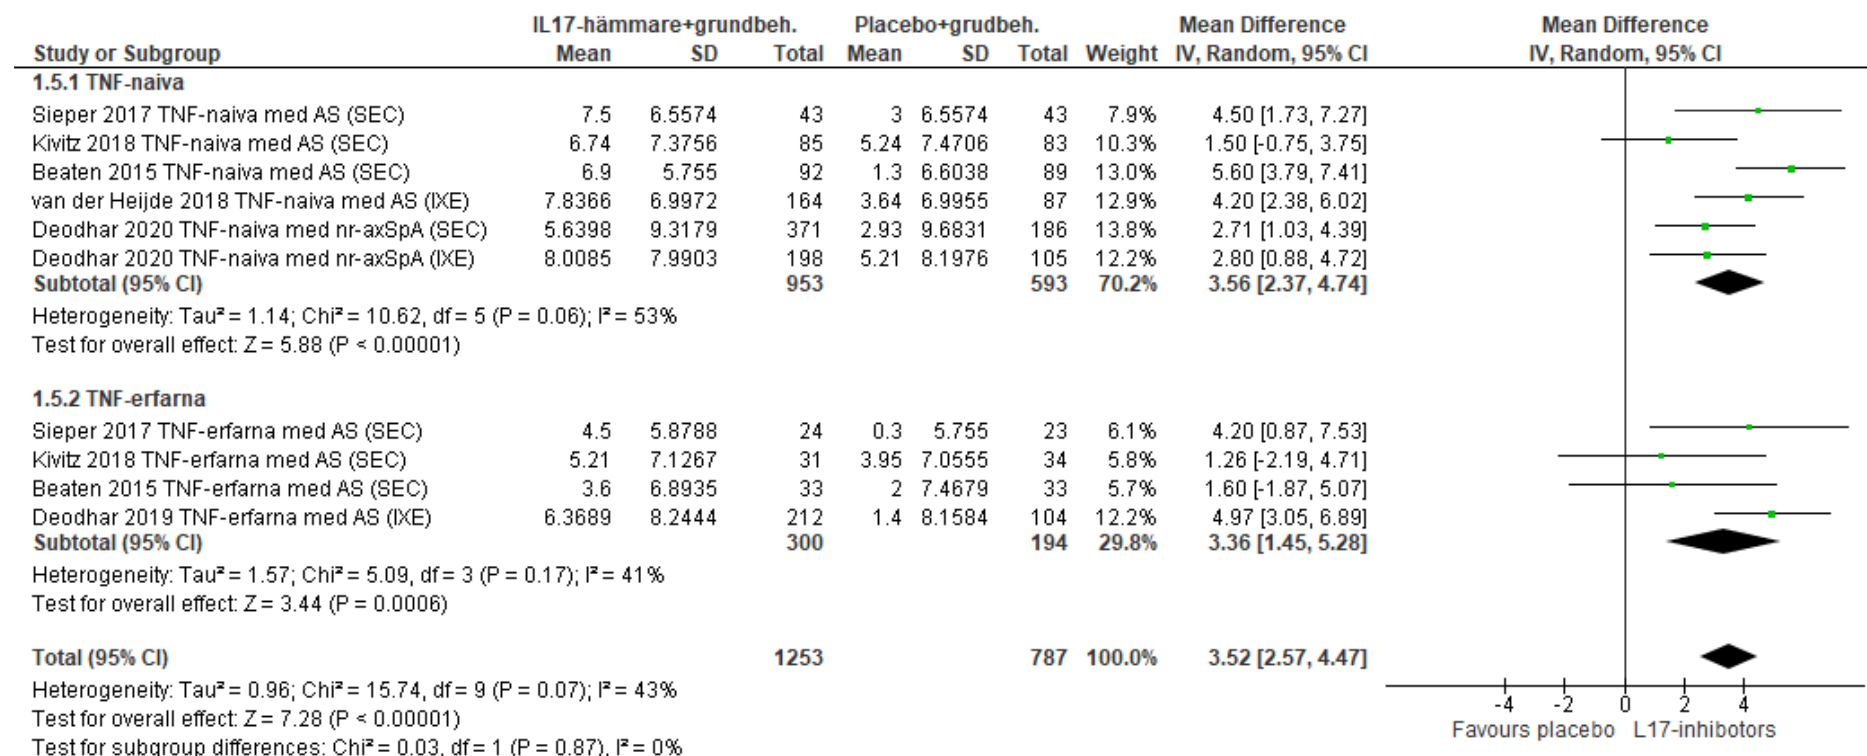 IL17-hämmare+grundbeh. Placebo+grudbeh. Mean Difference Mean Difference
Study or Subgroup Mean SD Total Mean SD Total Weight IV, Random, 95% CI IV, Random, 95% CI
1.5.1 TNF-naiva
Sieper 2017 TNF-naiva med AS (SEC) 7.5 6.5574 43 3 6.5574 43 7.9% 4.50 [1.73, 7.27]
Kivitz 2018 TNF-naiva med AS (SEC) 6.74 7.3756 85 5.24 7.4706 83 10.3% 1.50 [-0.75, 3.75]
Beaten 2015 TNF-naiva med AS (SEC) 6.9 5.755 92 1.3 6.6038 89 13.0% 5.60 [3.79, 7.41]
van der Heijde 2018 TNF-naiva med AS (IXE) 7.8366 6.9972 164 3.64 6.9955 87 12.9% 4.20 [2.38, 6.02]
Deodhar 2020 TNF-naiva med nr-axSpA (SEC) 5.6398 9.3179 371 2.93 9.6831 186 13.8% 2.71 [1.03, 4.39]
Deodhar 2020 TNF-naiva med nr-axSpA (IXE) 8.0085 7.9903 198 5.21 8.1976 105 12.2% 2.80 [0.88, 4.72]
Subtotal (95% CI) 953 593 70.2% 3.56 [2.37, 4.74]
Heterogeneity: Tau² = 1.14; Chi² = 10.62, df = 5 (P = 0.06); I² = 53%
Test for overall effect: Z = 5.88 (P < 0.00001)
1.5.2 TNF-erfarna
Sieper 2017 TNF-erfarna med AS (SEC) 4.5 5.8788 24 0.3 5.755 23 6.1% 4.20 [0.87, 7.53]
Kivitz 2018 TNF-erfarna med AS (SEC) 5.21 7.1267 31 3.95 7.0555 34 5.8% 1.26 [-2.19, 4.71]
Beaten 2015 TNF-erfarna med AS (SEC) 3.6 6.8935 33 2 7.4679 33 5.7% 1.60 [-1.87, 5.07]
Deodhar 2019 TNF-erfarna med AS (IXE) 6.3689 8.2444 212 1.4 8.1584 104 12.2% 4.97 [3.05, 6.89]
Subtotal (95% CI) 300 194 29.8% 3.36 [1.45, 5.28]
Heterogeneity: Tau² = 1.57; Chi² = 5.09, df = 3 (P = 0.17); I² = 41%
Test for overall effect: Z = 3.44 (P = 0.0006)
Total (95% CI) 1253 787 100.0% 3.52 [2.57, 4.47]
Heterogeneity: Tau² = 0.96; Chi² = 15.74, df = 9 (P = 0.07); I² = 43%
Test for overall effect: Z = 7.28 (P < 0.00001)
Test for subgroup differences: Chi² = 0.03, df = 1 (P = 0.87), I² = 0%
-4 -2 0 2 4
Favours placebo L17-inhibotors